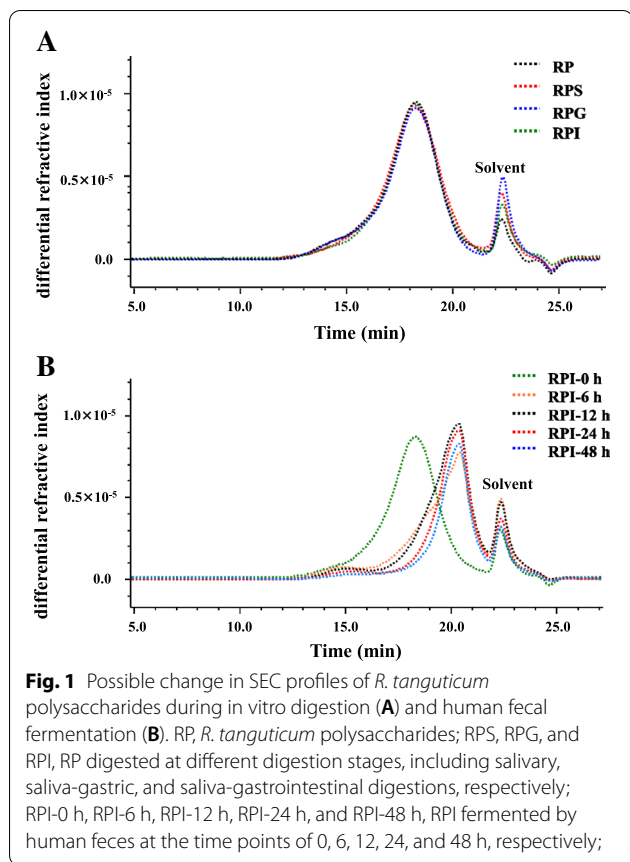 A
RP
RPS
RPG
RPI
Solvent
1.0×10⁻⁵
0.5×10⁻⁵
0.0
differential refractive index
5.0 10.0 15.0 20.0 25.0
Time (min)
B
RPI-0 h
RPI-6 h
RPI-12 h
RPI-24 h
RPI-48 h
Solvent
1.0×10⁻⁵
0.5×10⁻⁵
0.0
differential refractive index
5.0 10.0 15.0 20.0 25.0
Time (min)
Fig. 1 Possible change in SEC profiles of R. tanguticum
polysaccharides during in vitro digestion (A) and human fecal
fermentation (B). RP, R. tanguticum polysaccharides; RPS, RPG, and
RPI, RP digested at different digestion stages, including salivary,
saliva-gastric, and saliva-gastrointestinal digestions, respectively;
RPI-0 h, RPI-6 h, RPI-12 h, RPI-24 h, and RPI-48 h, RPI fermented by
human feces at the time points of 0, 6, 12, 24, and 48 h, respectively;